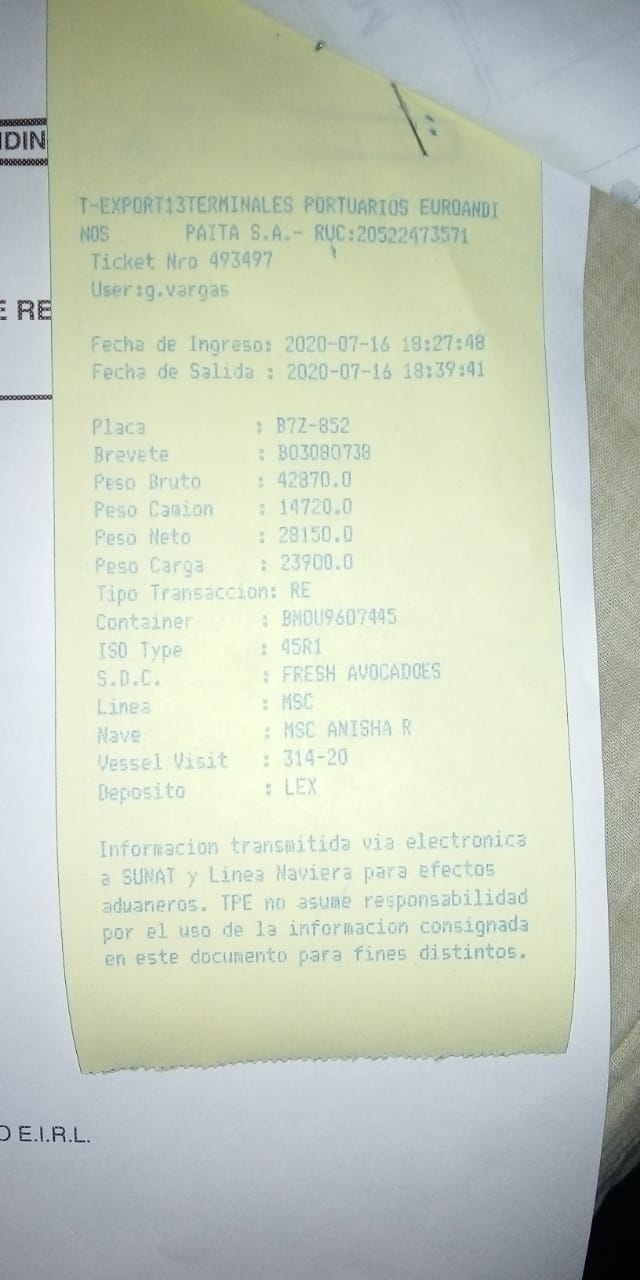 DIN
E RE
T-EXPORT13TERMINALES PORTUARIOS EUROANDI
NOS PAITA S.A.- RUC:20522473571
Ticket Nro 493497
User:g.vargas
Fecha de Ingreso: 2020-07-16 18:27:48
Fecha de Salida : 2020-07-16 18:39:41
Placa : B7Z-852
Brevete : B03080738
Peso Bruto : 42870.0
Peso Camion : 14720.0
Peso Neto : 28150.0
Peso Carga : 23900.0
Tipo Transaccion: RE
Container : BMOU9607445
ISO Type : 45R1
S.D.C. : FRESH AVOCADOES
Linea : MSC
Nave : MSC ANISHA R
Vessel Visit : 314-20
Deposito : LEX
Informacion transmitida via electronica
a SUNAT y Linea Naviera para efectos
aduaneros. TPE no asume responsabilidad
por el uso de la informacion consignada
en este documento para fines distintos.
O E.I.R.L.